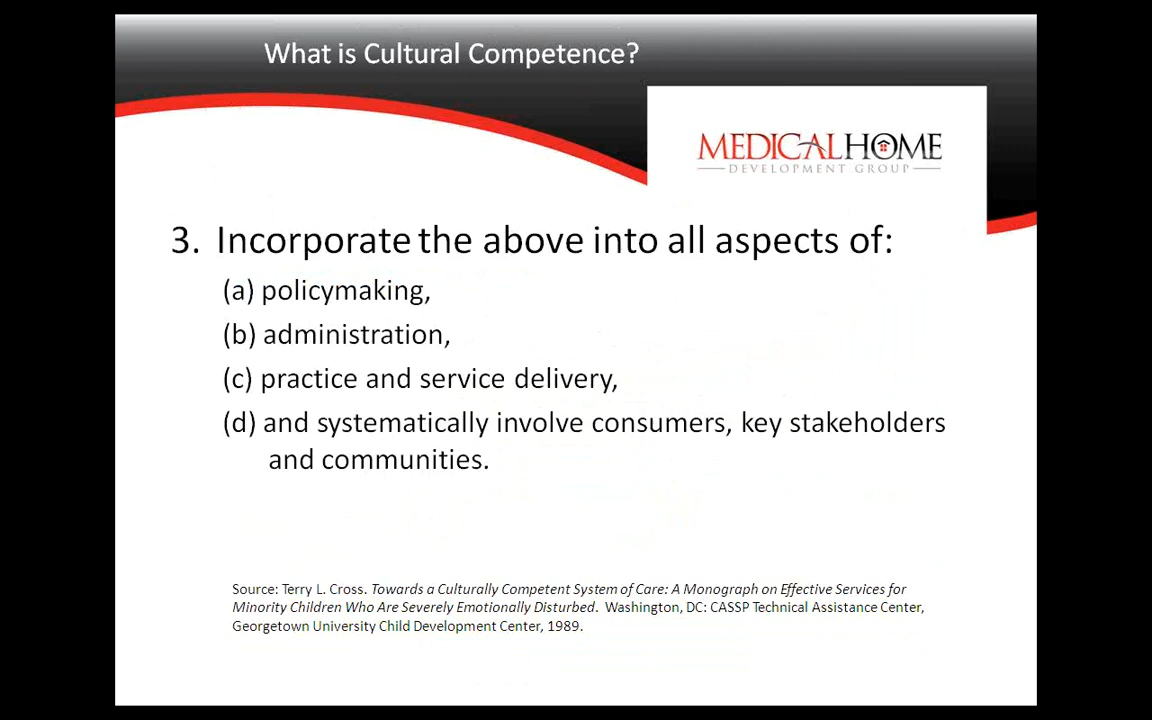 What is Cultural Competence?
MEDICALHOME
DEVELOPMENT GROUP
3. Incorporate the above into all aspects of:
(a) policymaking,
(b) administration,
(c) practice and service delivery,
(d) and systematically involve consumers, key stakeholders
and communities.
Source: Terry L. Cross. Towards a Culturally Competent System of Care: A Monograph on Effective Services for
Minority Children Who Are Severely Emotionally Disturbed. Washington, DC: CASSP Technical Assistance Center,
Georgetown University Child Development Center, 1989.